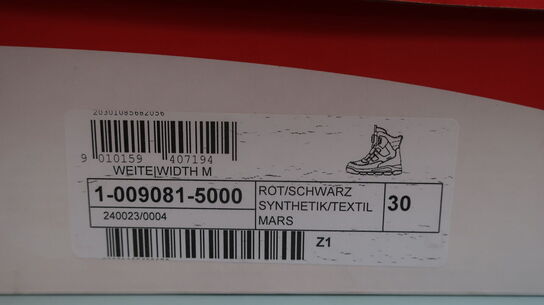 20301085682056
9 010159 407194
WEITE|WIDTH M
1-009081-5000
240023/0004
ROT/SCHWARZ
SYNTHETIK/TEXTIL
MARS
30
Z1